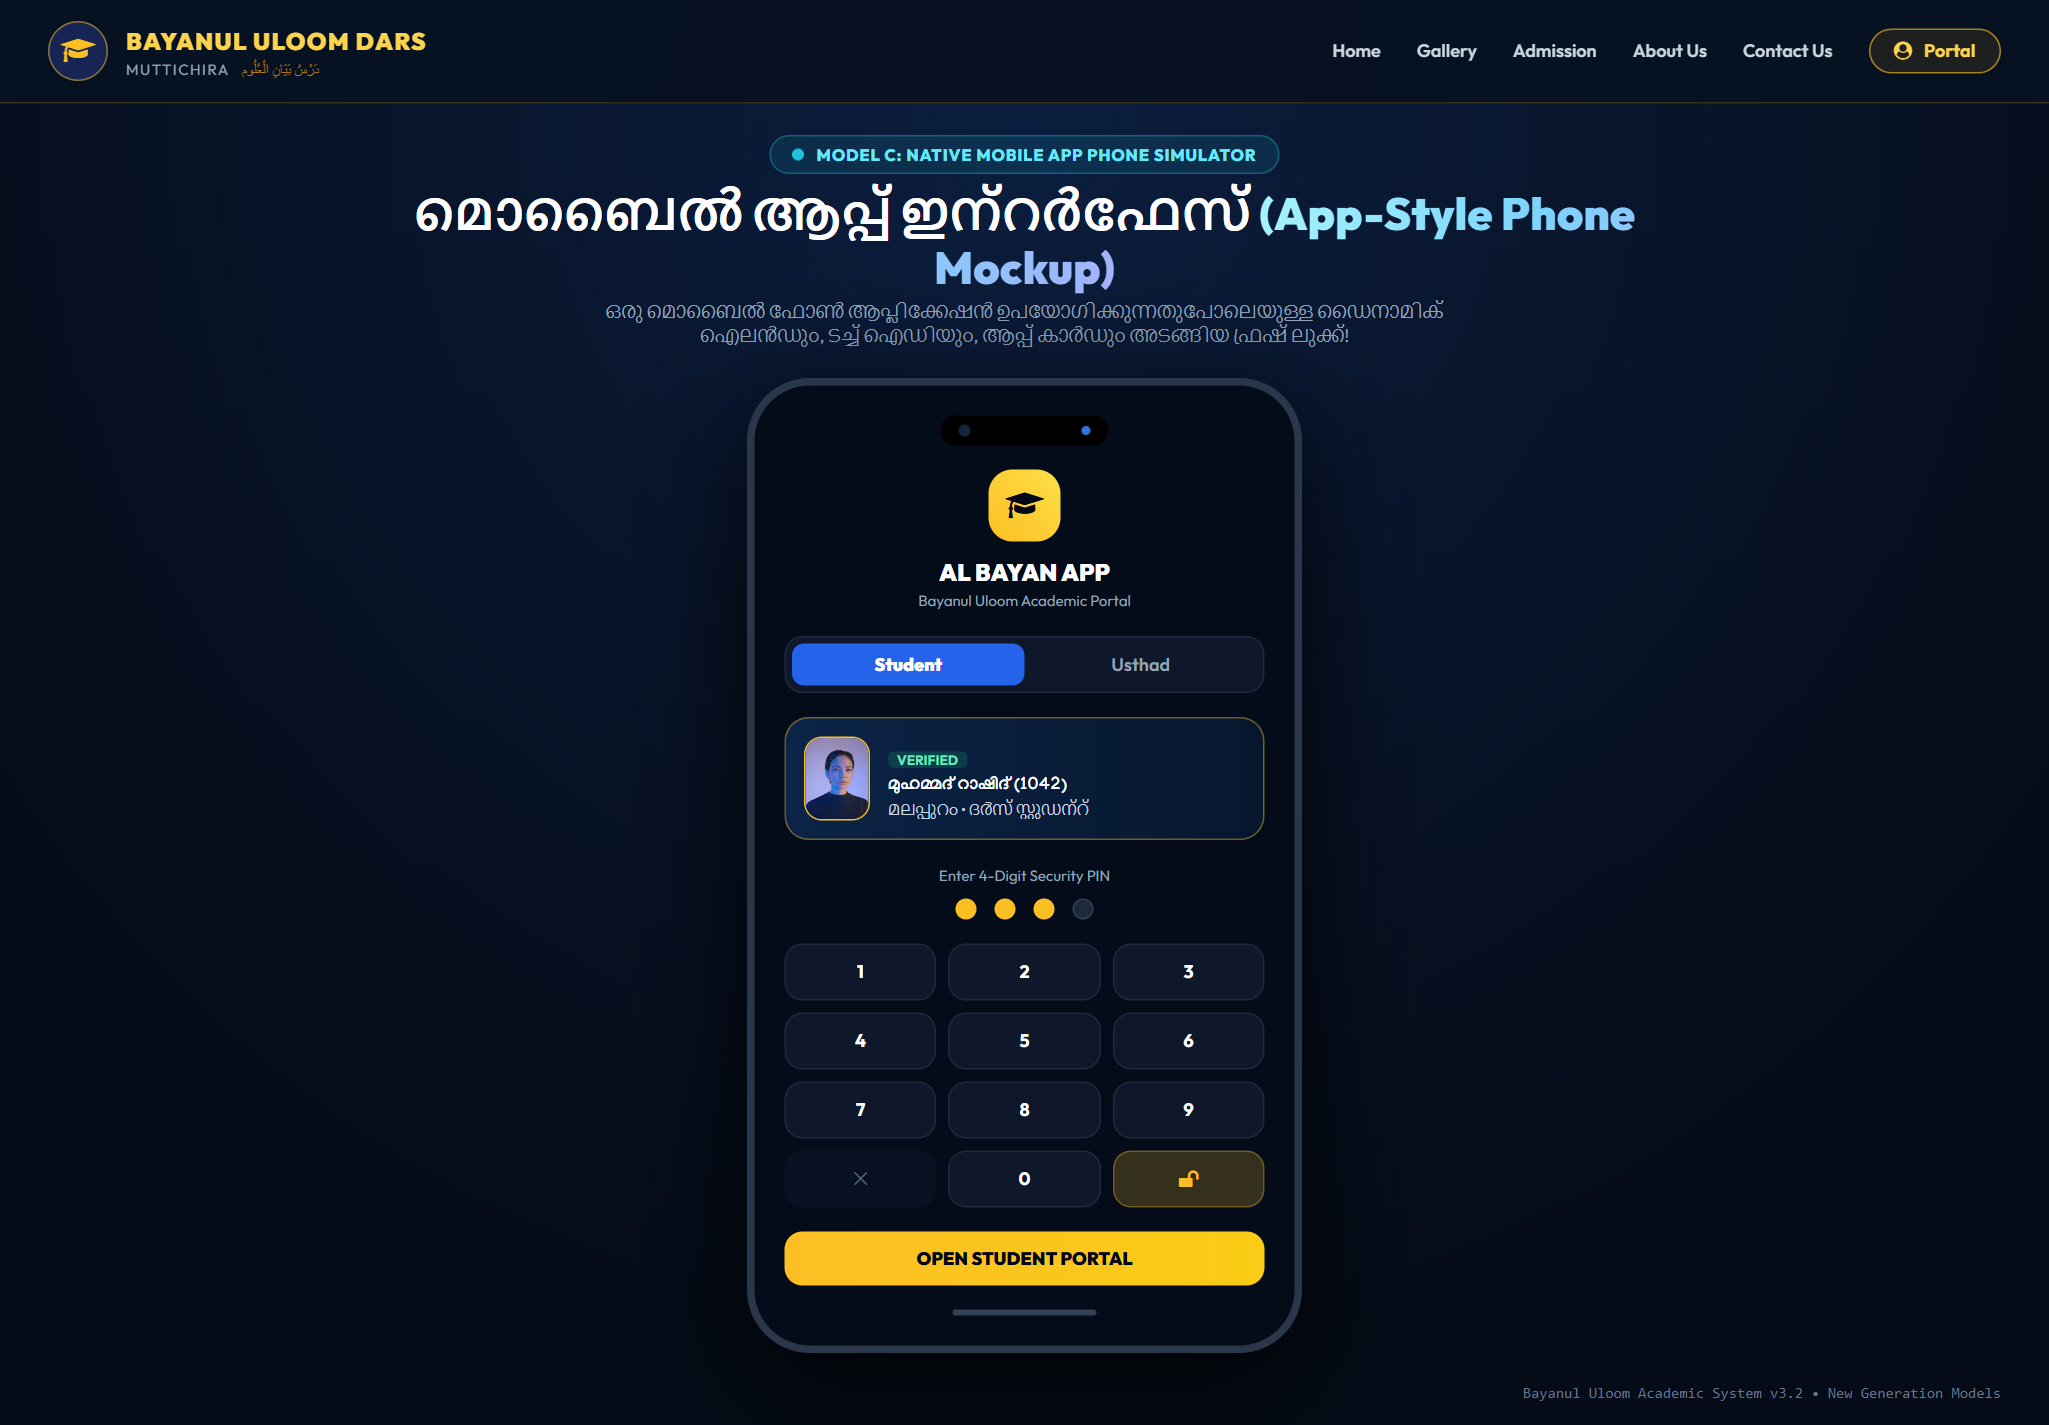 BAYANUL ULOOM DARS
MUTTICHIRA دَرْسُ بَيَانِ الْعُلُوم
Home Gallery Admission About Us Contact Us Portal
MODEL C: NATIVE MOBILE APP PHONE SIMULATOR
മൊബൈൽ ആപ്പ് ഇന്റർഫേസ് (App-Style Phone
Mockup)
ഒരു മൊബൈൽ ഫോൺ ആപ്ലിക്കേഷൻ ഉപയോഗിക്കുന്നതുപോലെയുള്ള ഡൈനാമിക്
ഐലൻഡും, ടച്ച് ഐഡിയും, ആപ്പ് കാർഡും അടങ്ങിയ ഫ്രഷ് ലുക്ക്!
AL BAYAN APP
Bayanul Uloom Academic Portal
Student Usthad
VERIFIED
മുഹമ്മദ് റാഷിദ് (1042)
മലപ്പുറം • ദർസ് സ്റ്റുഡന്റ്
Enter 4-Digit Security PIN
1 2 3
4 5 6
7 8 9
0
OPEN STUDENT PORTAL
Bayanul Uloom Academic System v3.2 • New Generation Models